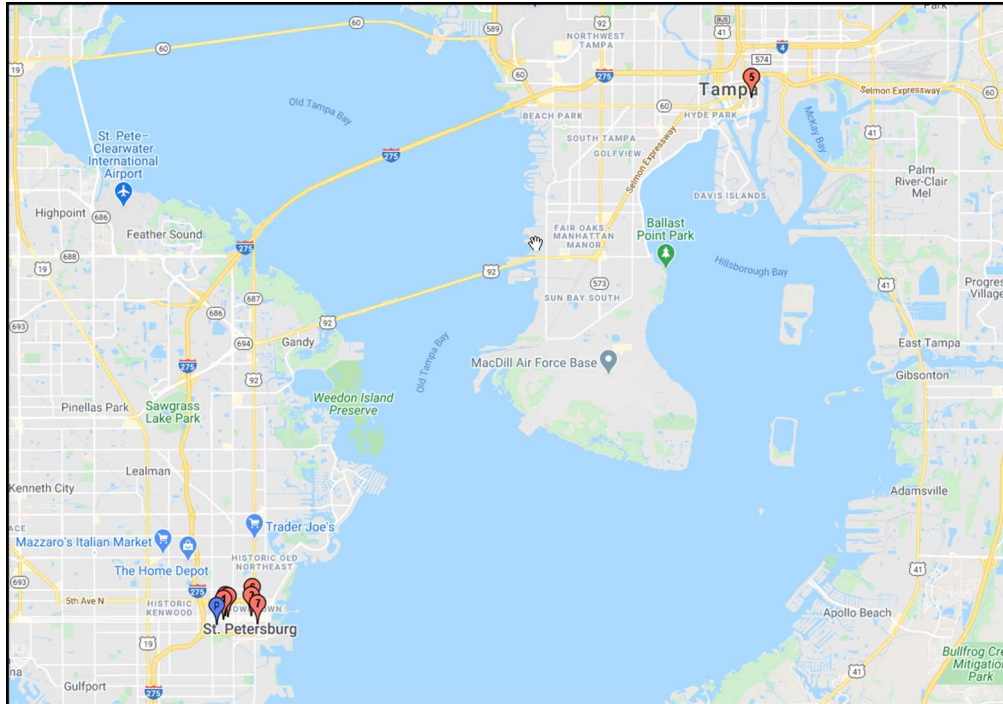 Park
60
589
92
NORTHWEST
TAMPA
BUS
41
4
574
19
60
275
5
Tampa
Selmon Expressway
60
Old Tampa Bay
60
BEACH PARK
HYDE PARK
McKay Bay
41
St. Pete–
Clearwater
International
Airport
275
SOUTH TAMPA
GOLFVIEW
Selmon Expressway
Palm
River-Clair
Mel
Highpoint
686
DAVIS ISLANDS
Feather Sound
275
FAIR OAKS
MANHATTAN
MANOR
Ballast
Point Park
688
19
92
Hillsborough Bay
573
41
Progres
Village
687
SUN BAY SOUTH
686
693
92
694
Gandy
East Tampa
Old Tampa Bay
275
MacDill Air Force Base
92
Gibsonton
Pinellas Park
Sawgrass
Lake Park
Weedon Island
Preserve
Lealman
Kenneth City
Adamsville
ACE
Trader Joe's
Mazzaro's Italian Market
HISTORIC OLD
NORTHEAST
The Home Depot
41
693
275
6
5th Ave N
HISTORIC
KENWOOD
P
1
7
St. Petersburg
Apollo Beach
19
Bullfrog Cre
Mitigation
Park
na
Gulfport
275
41